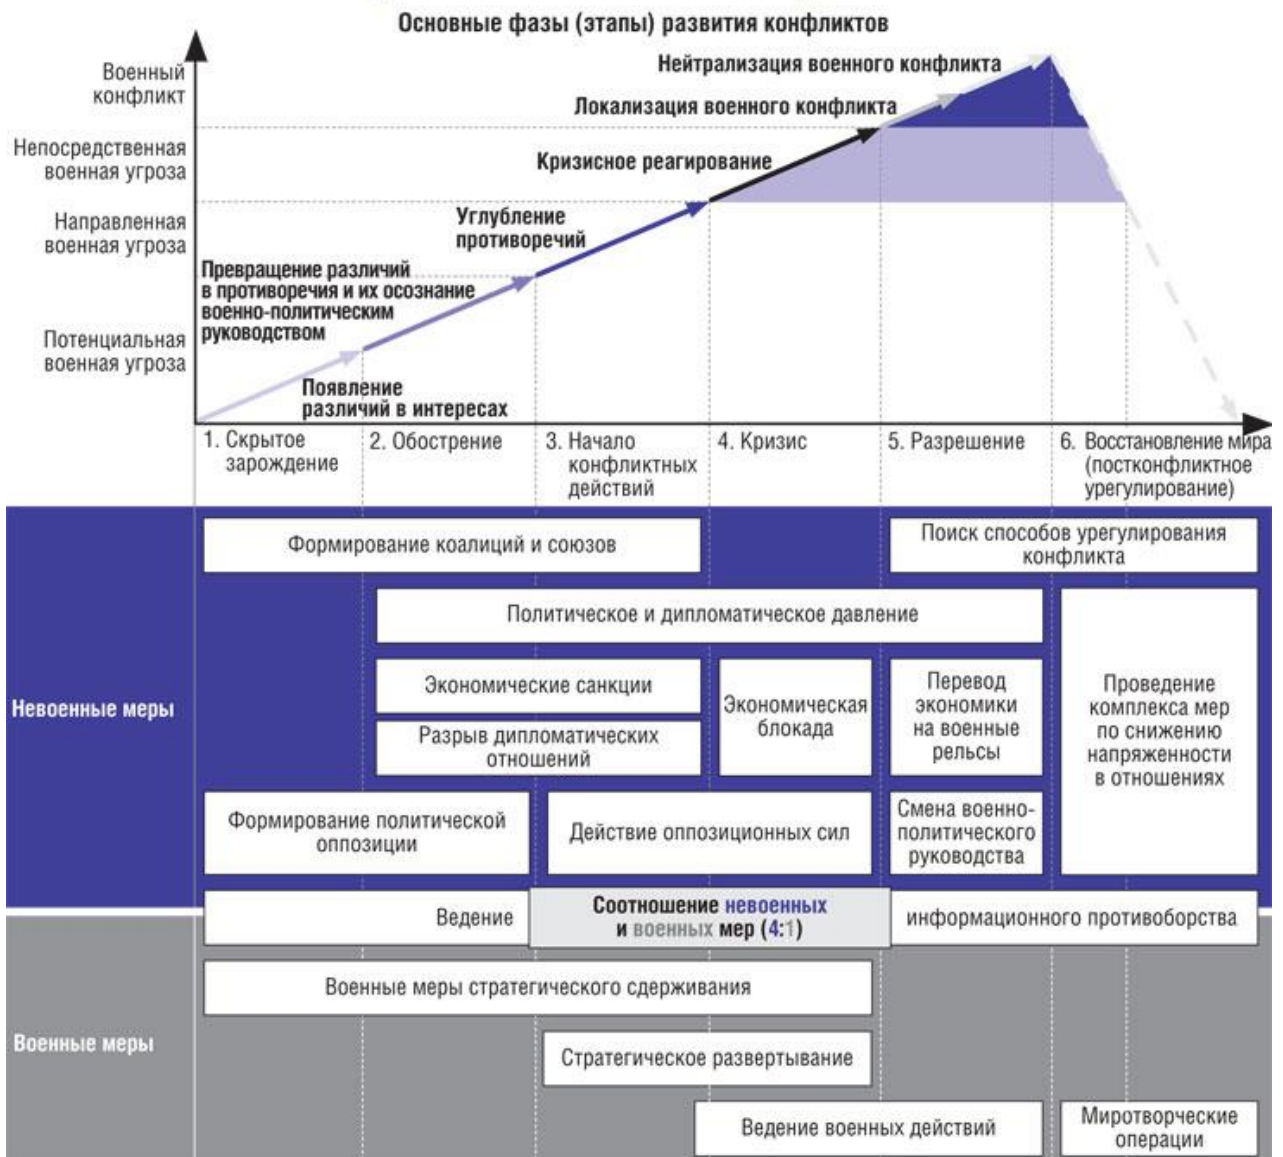 Основные фазы (этапы) развития конфликтов
Военный
конфликт
Непосредственная
военная угроза
Направленная
военная угроза
Потенциальная
военная угроза
Нейтрализация военного конфликта
Локализация военного конфликта
Кризисное реагирование
Углубление
противоречий
Превращение различий
в противоречия и их осознание
военно-политическим
руководством
Появление
различий в интересах
1. Скрытое
зарождение
2. Обострение
3. Начало
конфликтных
действий
4. Кризис
5. Разрешение
6. Восстановление мира
(постконфликтное
урегулирование)
Невоенные меры
Формирование коалиций и союзов
Поиск способов урегулирования
конфликта
Политическое и дипломатическое давление
Экономические санкции
Разрыв дипломатических
отношений
Экономическая
блокада
Перевод
экономики
на военные
рельсы
Проведение
комплекса мер
по снижению
напряженности
в отношениях
Формирование политической
оппозиции
Действие оппозиционных сил
Смена военно-
политического
руководства
Ведение
Соотношение невоенных
и военных мер (4:1)
информационного противоборства
Военные меры
Военные меры стратегического сдерживания
Стратегическое развертывание
Ведение военных действий
Миротворческие
операции